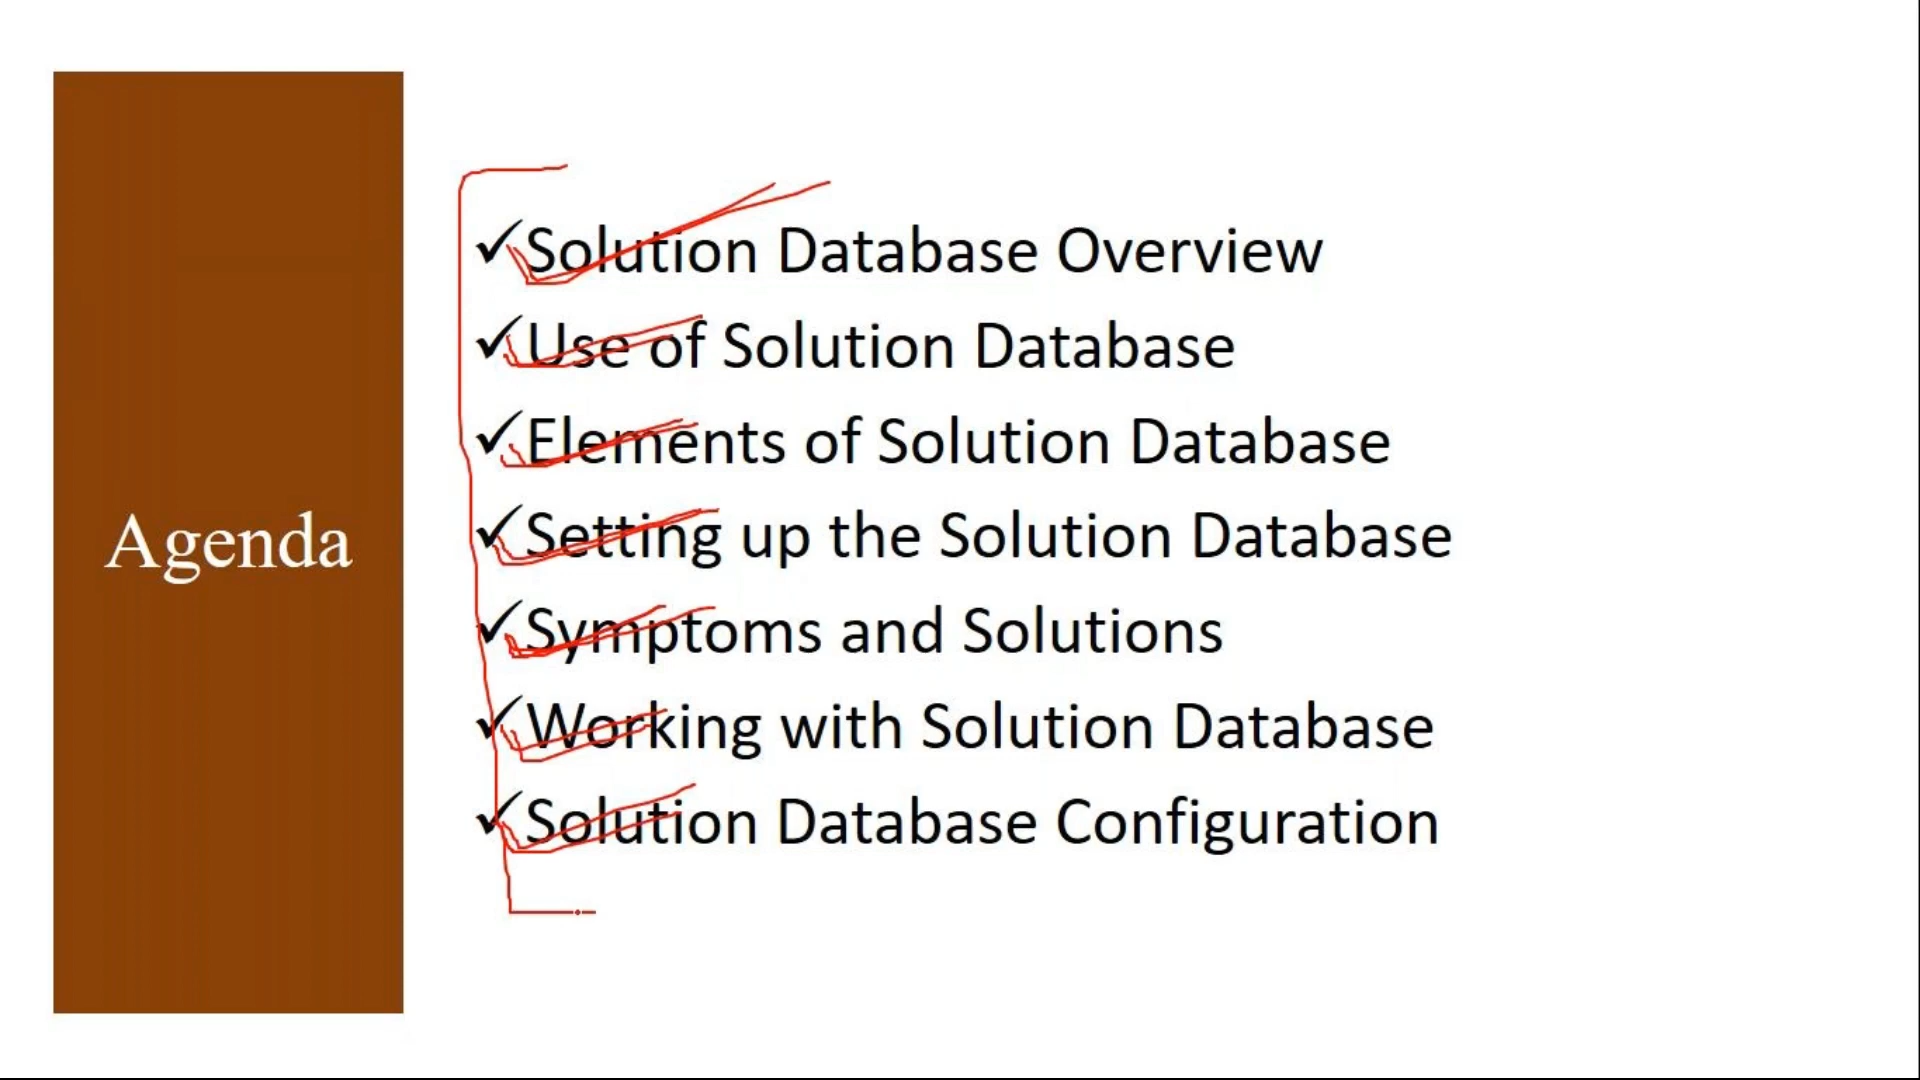 Agenda
✓Solution Database Overview
✓Use of Solution Database
✓Elements of Solution Database
✓Setting up the Solution Database
✓Symptoms and Solutions
✓Working with Solution Database
✓Solution Database Configuration